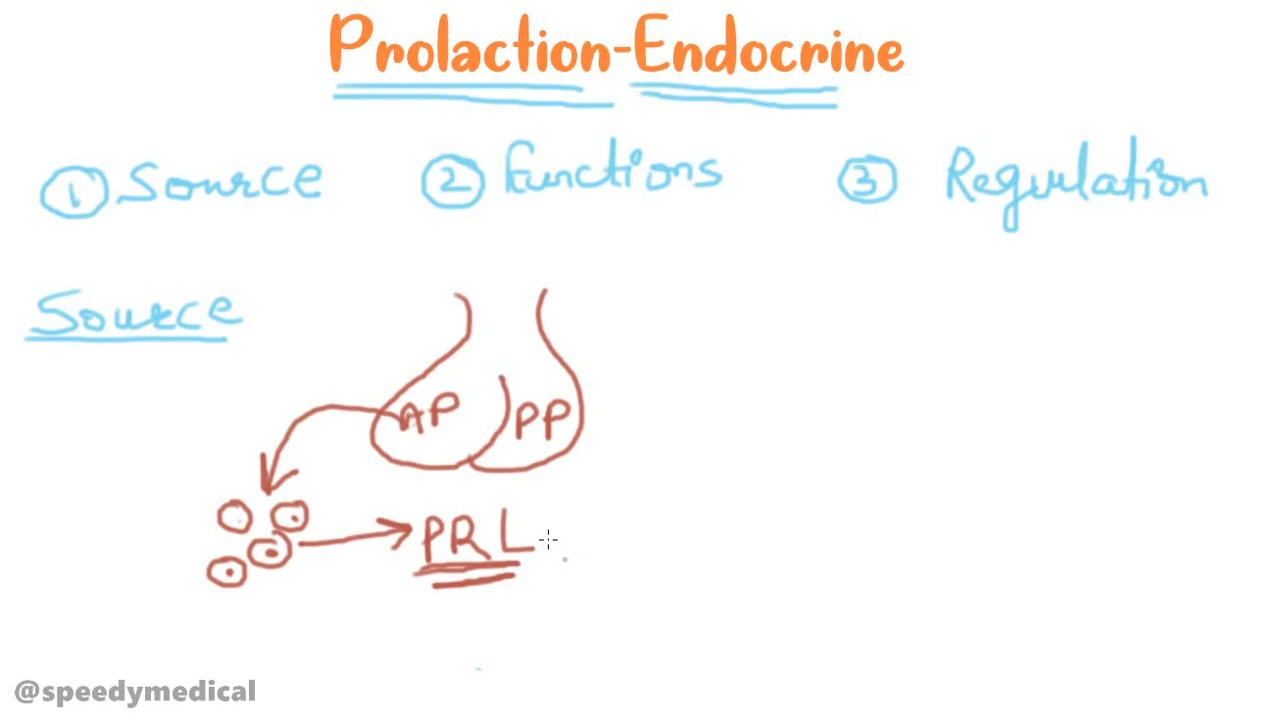 Prolaction-Endocrine
① Source ② Functions ③ Regulation
Source
AP PP
PRL
@speedymedical